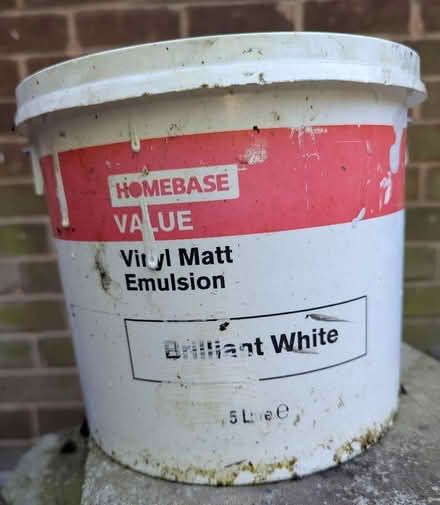 HOMEBASE
VALUE
Vinyl Matt
Emulsion
Brilliant White
5 Litre ℮